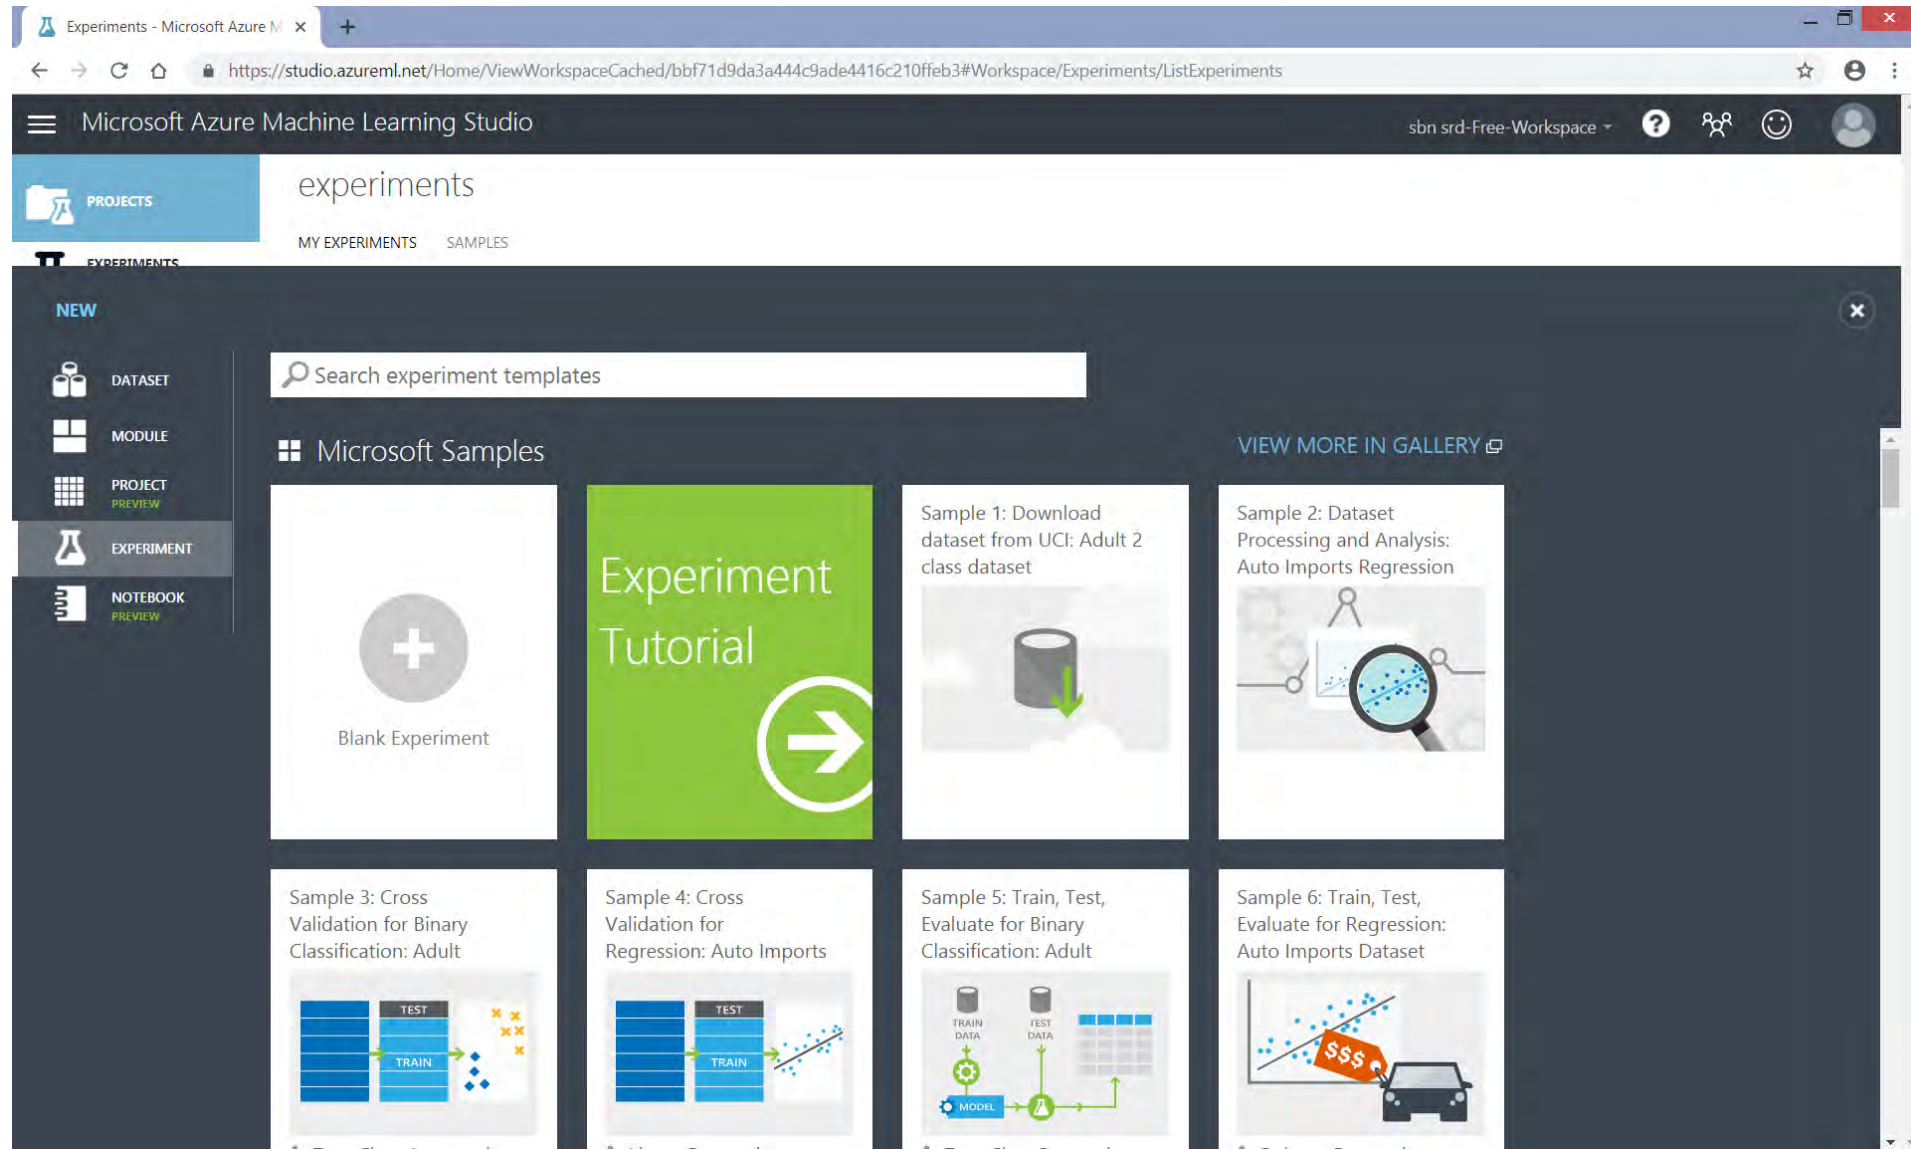 Experiments - Microsoft Azure M
https://studio.azureml.net/Home/ViewWorkspaceCached/bbf71d9da3a444c9ade4416c210ffeb3#Workspace/Experiments/ListExperiments
Microsoft Azure Machine Learning Studio
sbn srd-Free-Workspace
?
PROJECTS
experiments
MY EXPERIMENTS
SAMPLES
EXPERIMENTS
NEW
DATASET
MODULE
PROJECT
PREVIEW
EXPERIMENT
NOTEBOOK
PREVIEW
Search experiment templates
Microsoft Samples
VIEW MORE IN GALLERY
Blank Experiment
Experiment
Tutorial
Sample 1: Download
dataset from UCI: Adult 2
class dataset
Sample 2: Dataset
Processing and Analysis:
Auto Imports Regression
Sample 3: Cross
Validation for Binary
Classification: Adult
TEST
TRAIN
Sample 4: Cross
Validation for
Regression: Auto Imports
TEST
TRAIN
Sample 5: Train, Test,
Evaluate for Binary
Classification: Adult
TRAIN
DATA
TEST
DATA
MODEL
Sample 6: Train, Test,
Evaluate for Regression:
Auto Imports Dataset
$$$